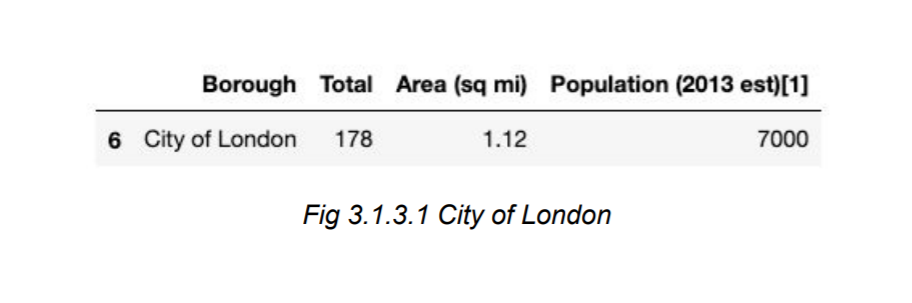 Borough Total Area (sq mi) Population (2013 est)[1]
6 City of London 178 1.12 7000
Fig 3.1.3.1 City of London